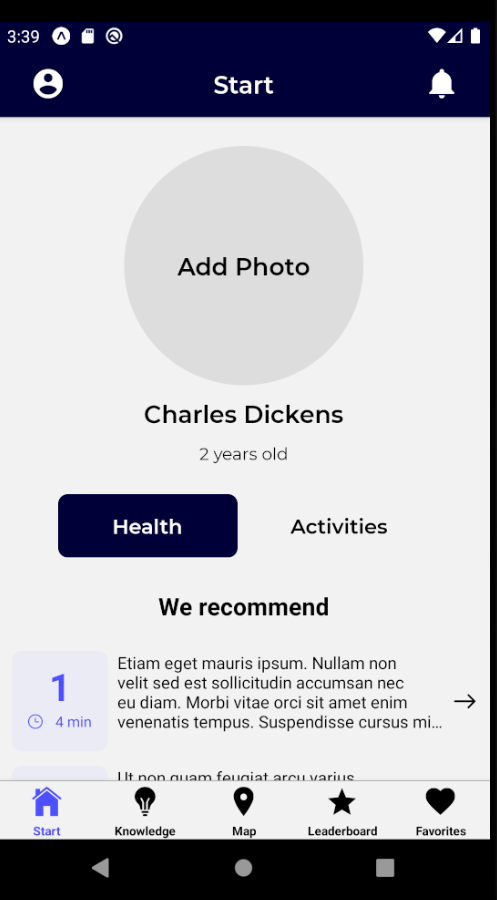 3:39
Start
Add Photo
Charles Dickens
2 years old
Health
Activities
We recommend
1
4 min
Etiam eget mauris ipsum. Nullam non
velit sed est sollicitudin accumsan nec
eu diam. Morbi vitae orci sit amet enim
venenatis tempus. Suspendisse cursus mi...
Ut non quam feugiat arcu varius
Start
Knowledge
Map
Leaderboard
Favorites